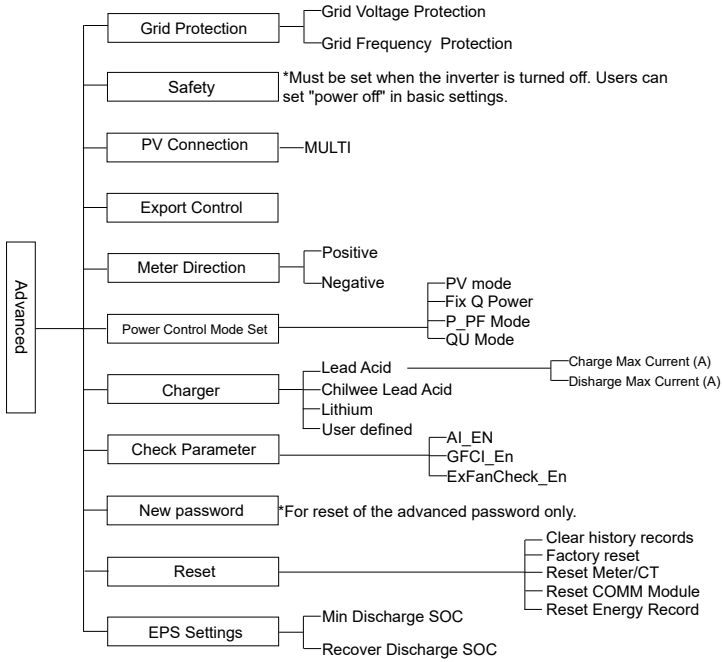 Advanced
Grid Protection
Grid Voltage Protection
Grid Frequency Protection
Safety
*Must be set when the inverter is turned off. Users can
set "power off" in basic settings.
PV Connection
MULTI
Export Control
Meter Direction
Positive
Negative
Power Control Mode Set
PV mode
Fix Q Power
P_PF Mode
QU Mode
Charger
Lead Acid
Charge Max Current (A)
Disharge Max Current (A)
Chilwee Lead Acid
Lithium
User defined
Check Parameter
AI_EN
GFCI_En
ExFanCheck_En
New password
*For reset of the advanced password only.
Reset
Clear history records
Factory reset
Reset Meter/CT
Reset COMM Module
Reset Energy Record
EPS Settings
Min Discharge SOC
Recover Discharge SOC